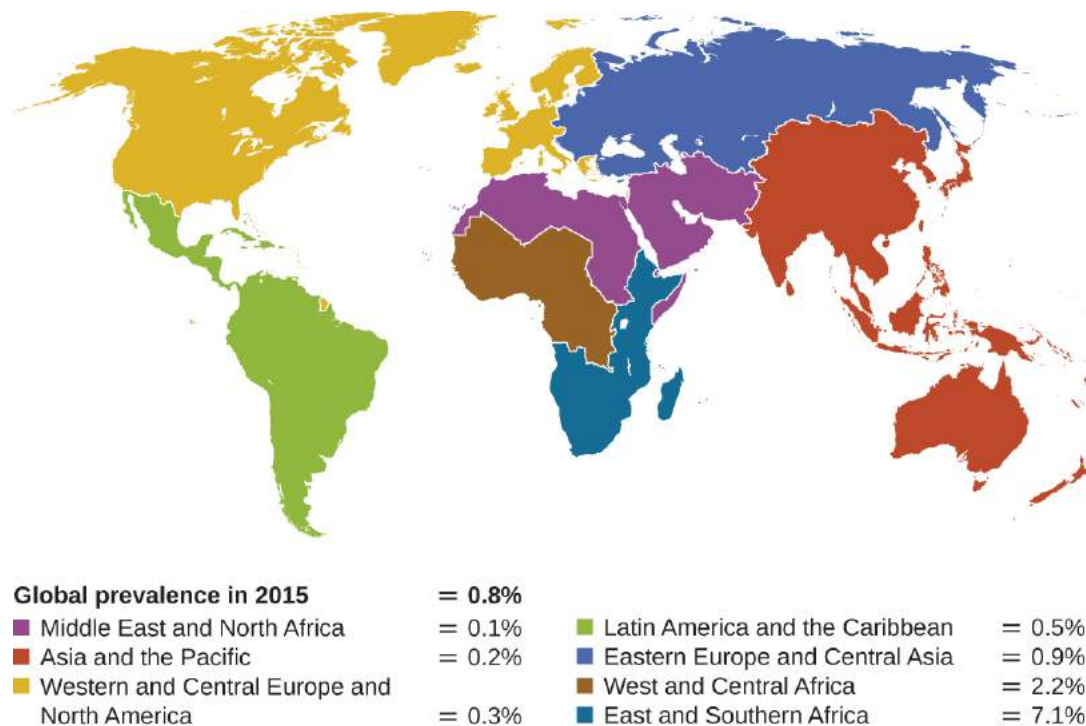 Global prevalence in 2015 = 0.8%
Middle East and North Africa = 0.1%
Asia and the Pacific = 0.2%
Western and Central Europe and
North America = 0.3%
Latin America and the Caribbean = 0.5%
Eastern Europe and Central Asia = 0.9%
West and Central Africa = 2.2%
East and Southern Africa = 7.1%